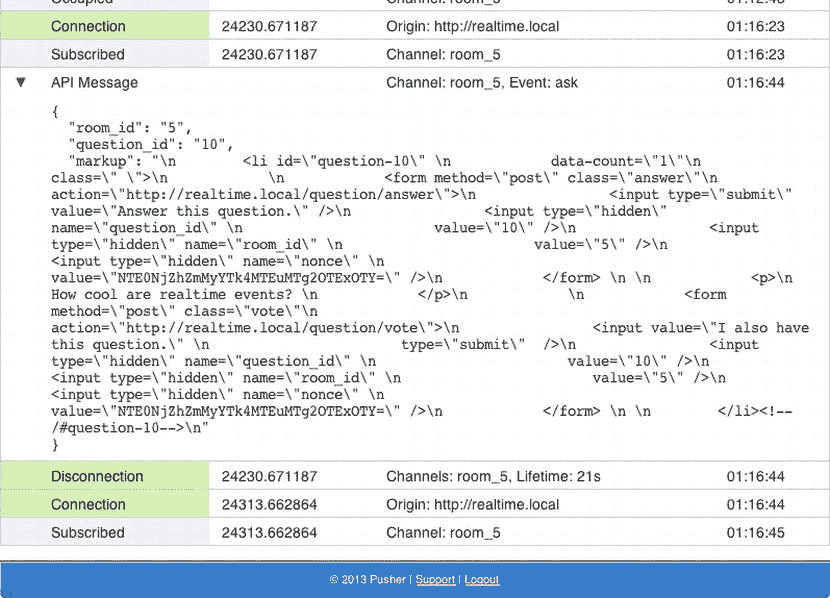 Occupied Channel: room_5 01:12:48
Connection 24230.671187 Origin: http://realtime.local 01:16:23
Subscribed 24230.671187 Channel: room_5 01:16:23
▼ API Message Channel: room_5, Event: ask 01:16:44
{
"room_id": "5",
"question_id": "10",
"markup": "\n <li id=\"question-10\" \n data-count=\"1\"\n
class=\" \">\n \n <form method=\"post\" class=\"answer\"\n
action=\"http://realtime.local/question/answer\">\n <input type=\"submit\"
value=\"Answer this question.\" />\n <input type=\"hidden\"
name=\"question_id\" \n value=\"10\" />\n <input
type=\"hidden\" name=\"room_id\" \n value=\"5\" />\n
<input type=\"hidden\" name=\"nonce\" \n
value=\"NTE0NjZhZmMyYTk4MTEuMTg2OTExOTY=\" />\n </form> \n \n <p>\n
How cool are realtime events? \n </p>\n \n <form
method=\"post\" class=\"vote\"\n
action=\"http://realtime.local/question/vote\">\n <input value=\"I also have
this question.\" \n type=\"submit\" />\n <input
type=\"hidden\" name=\"question_id\" \n value=\"10\" />\n
<input type=\"hidden\" name=\"room_id\" \n value=\"5\" />\n
<input type=\"hidden\" name=\"nonce\" \n
value=\"NTE0NjZhZmMyYTk4MTEuMTg2OTExOTY=\" />\n </form> \n \n </li><!--
/#question-10-->\n"
}
Disconnection 24230.671187 Channels: room_5, Lifetime: 21s 01:16:44
Connection 24313.662864 Origin: http://realtime.local 01:16:44
Subscribed 24313.662864 Channel: room_5 01:16:45
© 2013 Pusher | Support | Logout